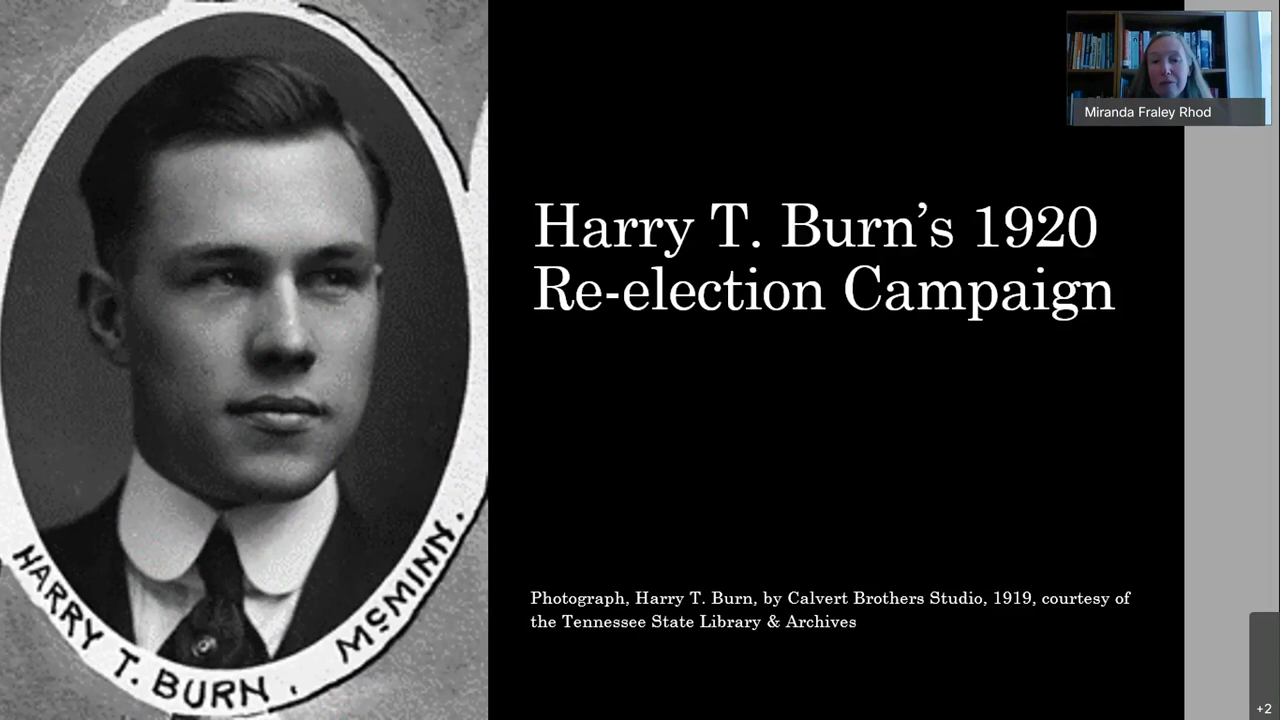 Miranda Fraley Rhod
Harry T. Burn’s 1920
Re-election Campaign
Photograph, Harry T. Burn, by Calvert Brothers Studio, 1919, courtesy of
the Tennessee State Library & Archives
HARRY T. BURN. McMINN.
+2